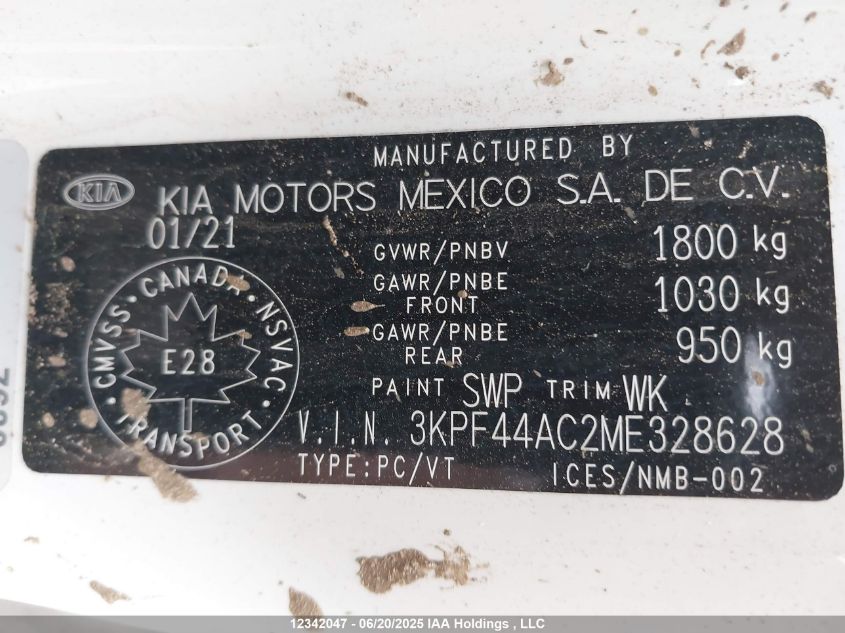 MANUFACTURED BY
KIA KIA MOTORS MEXICO S.A. DE C.V.
01/21
GVWR/PNBV 1800 kg
GAWR/PNBE FRONT 1030 kg
GAWR/PNBE REAR 950 kg
CMVSS · CANADA · NSVAC · TRANSPORT ·
E28
PAINT SWP TRIM WK
V.I.N. 3KPF44AC2ME328628
TYPE:PC/VT ICES/NMB-002
12342047 - 06/20/2025 IAA Holdings , LLC